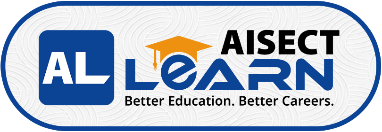 AL
AISECT
LEARN
Better Education. Better Careers.